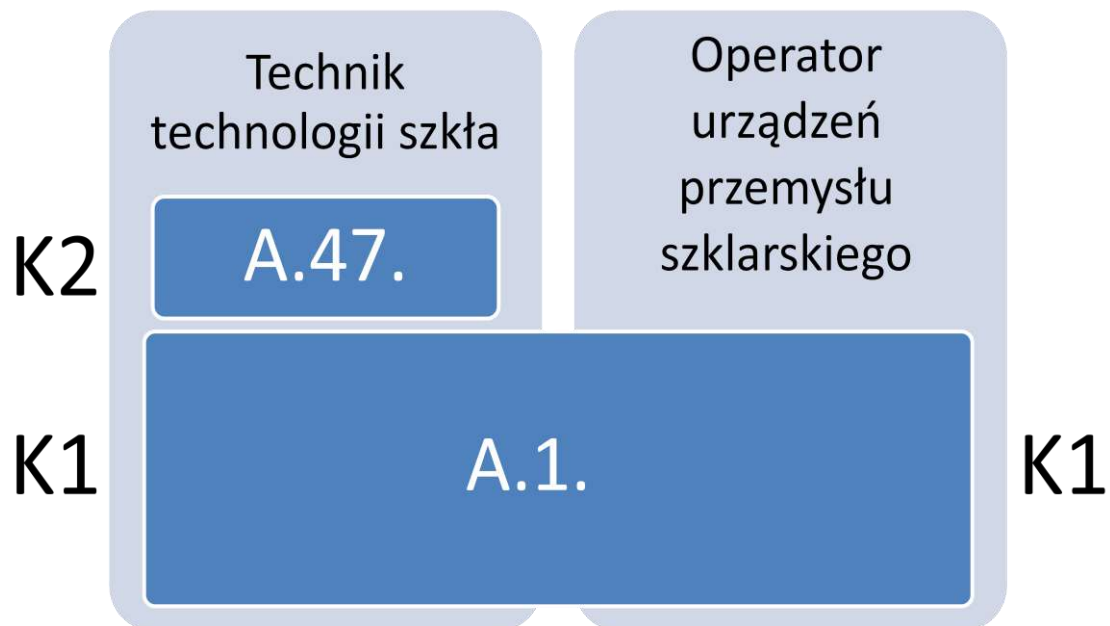 Technik
technologii szkła
Operator
urządzeń
przemysłu
szklarskiego
K2
A.47.
K1
A.1.
K1